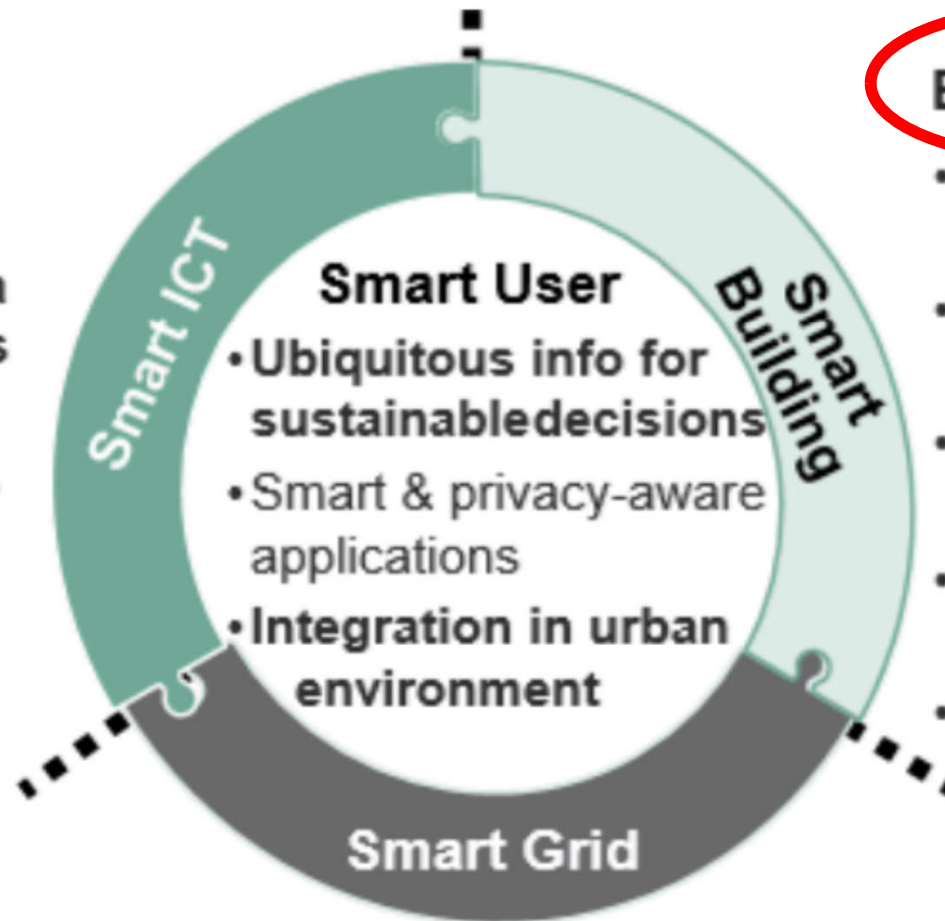 Smart ICT
Smart User
• Ubiquitous info for
sustainabledecisions
• Smart & privacy-aware
applications
• Integration in urban
environment
Smart
Building
Smart Grid